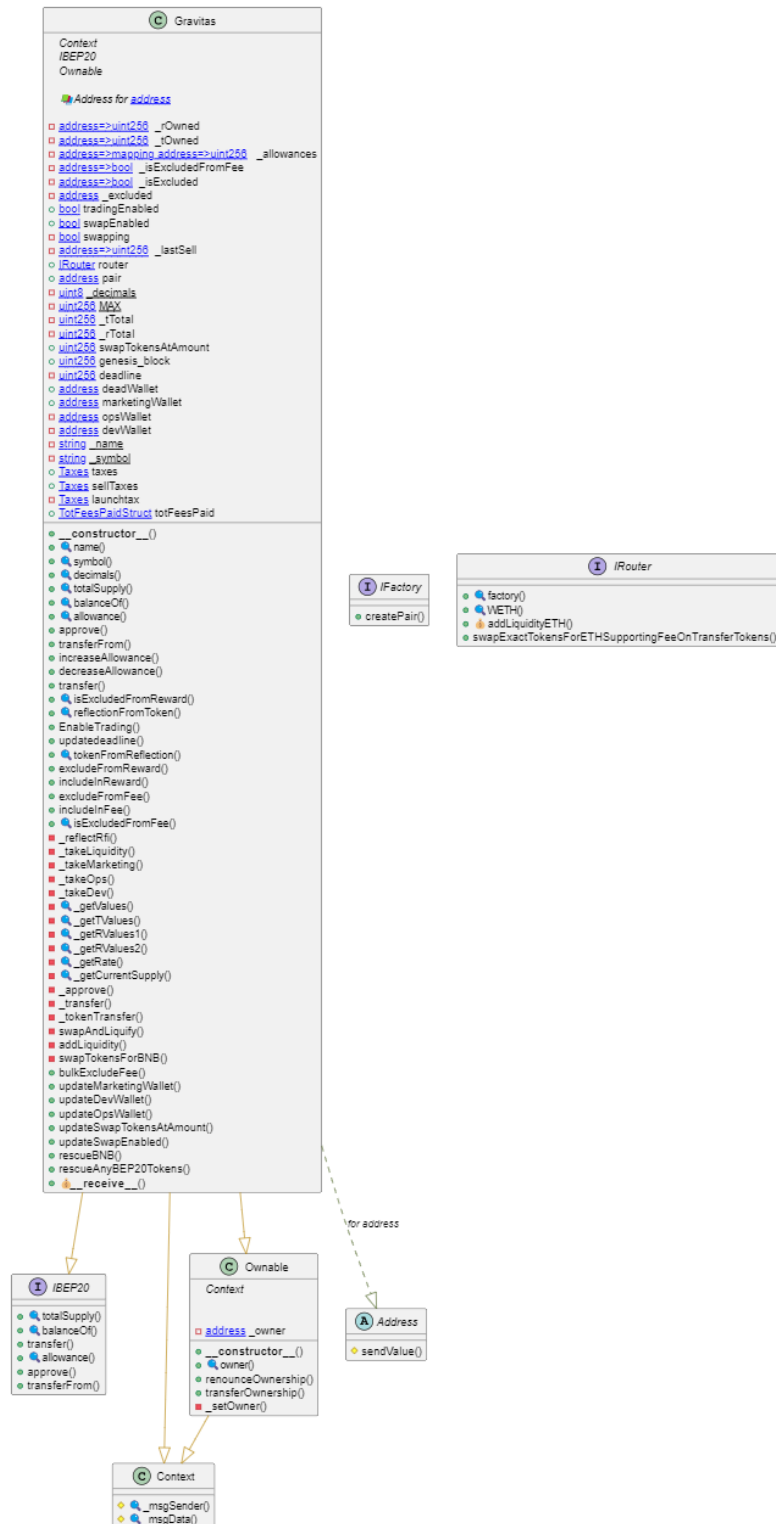 C Gravitas
Context
IBEP20
Ownable
Address for address
address=>uint256 _rOwned
address=>uint256 _tOwned
address=>mapping address=>uint256 _allowances
address=>bool _isExcludedFromFee
address=>bool _isExcluded
address _excluded
bool tradingEnabled
bool swapEnabled
bool swapping
address=>uint256 _lastSell
IRouter router
address pair
uint8 _decimals
uint256 MAX
uint256 _tTotal
uint256 _rTotal
uint256 swapTokensAtAmount
uint256 genesis_block
uint256 deadline
address deadWallet
address marketingWallet
address opsWallet
address devWallet
string _name
string _symbol
Taxes taxes
Taxes sellTaxes
Taxes launchtax
TotFeesPaidStruct totFeesPaid
__constructor__()
name()
symbol()
decimals()
totalSupply()
balanceOf()
allowance()
approve()
transferFrom()
increaseAllowance()
decreaseAllowance()
transfer()
isExcludedFromReward()
reflectionFromToken()
EnableTrading()
updatedeadline()
tokenFromReflection()
excludeFromReward()
includeInReward()
excludeFromFee()
includeInFee()
isExcludedFromFee()
_reflectRfi()
_takeLiquidity()
_takeMarketing()
_takeOps()
_takeDev()
_getValues()
_getTValues()
_getRValues1()
_getRValues2()
_getRate()
_getCurrentSupply()
_approve()
_transfer()
_tokenTransfer()
swapAndLiquify()
addLiquidity()
swapTokensForBNB()
bulkExcludeFee()
updateMarketingWallet()
updateDevWallet()
updateOpsWallet()
updateSwapTokensAtAmount()
updateSwapEnabled()
rescueBNB()
rescueAnyBEP20Tokens()
__receive__()
I IFactory
createPair()
I IRouter
factory()
WETH()
addLiquidityETH()
swapExactTokensForETHSupportingFeeOnTransferTokens()
for address
I IBEP20
totalSupply()
balanceOf()
transfer()
allowance()
approve()
transferFrom()
C Ownable
Context
address _owner
__constructor__()
owner()
renounceOwnership()
transferOwnership()
_setOwner()
A Address
sendValue()
C Context
_msgSender()
_msgData()